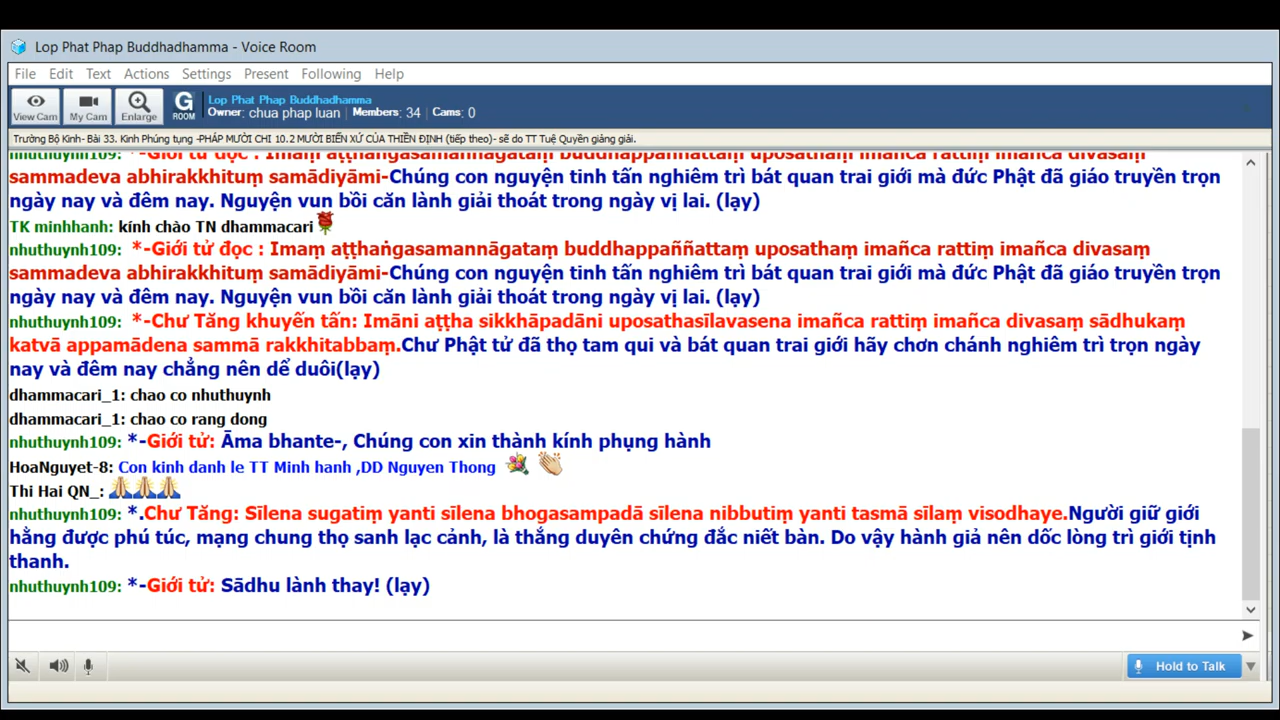 Lop Phat Phap Buddhadhamma - Voice Room
File Edit Text Actions Settings Present Following Help
View Cam My Cam Enlarge G ROOM Lop Phat Phap Buddhadhamma
Owner: chua phap luan Members: 34 Cams: 0
Trường Bộ Kinh- Bài 33. Kinh Phúng tụng -PHÁP MƯỜI CHI 10.2 MƯỜI BIẾN XỨ CỦA THIỀN ĐỊNH (tiếp theo)- sẽ do TT Tuệ Quyền giảng giải.
nhuthuynh109: *-Giới tử đọc : Imaṃ aṭṭhaṅgasamannāgataṃ buddhappaññattaṃ uposathaṃ imañca rattiṃ imañca divasaṃ
sammadeva abhirakkhituṃ samādiyāmi-Chúng con nguyện tinh tấn nghiêm trì bát quan trai giới mà đức Phật đã giáo truyền trọn
ngày nay và đêm nay. Nguyện vun bồi căn lành giải thoát trong ngày vị lai. (lạy)
TK minhhanh: kính chào TN dhammacari
nhuthuynh109: *-Giới tử đọc : Imaṃ aṭṭhaṅgasamannāgataṃ buddhappaññattaṃ uposathaṃ imañca rattiṃ imañca divasaṃ
sammadeva abhirakkhituṃ samādiyāmi-Chúng con nguyện tinh tấn nghiêm trì bát quan trai giới mà đức Phật đã giáo truyền trọn
ngày nay và đêm nay. Nguyện vun bồi căn lành giải thoát trong ngày vị lai. (lạy)
nhuthuynh109: *-Chư Tăng khuyến tấn: Imāni aṭṭha sikkhāpadāni uposathasīlavasena imañca rattiṃ imañca divasaṃ sādhukaṃ
katvā appamādena sammā rakkhitabbaṃ.Chư Phật tử đã thọ tam qui và bát quan trai giới hãy chơn chánh nghiêm trì trọn ngày
nay và đêm nay chẳng nên dể duôi(lạy)
dhammacari_1: chao co nhuthuynh
dhammacari_1: chao co rang dong
nhuthuynh109: *-Giới tử: Āma bhante-, Chúng con xin thành kính phụng hành
HoaNguyet-8: Con kinh danh le TT Minh hanh ,DD Nguyen Thong
Thi Hai QN_:
nhuthuynh109: *.Chư Tăng: Sīlena sugatiṃ yanti sīlena bhogasampadā sīlena nibbutiṃ yanti tasmā sīlaṃ visodhaye.Người giữ giới
hằng được phú túc, mạng chung thọ sanh lạc cảnh, là thắng duyên chứng đắc niết bàn. Do vậy hành giả nên dốc lòng trì giới tịnh
thanh.
nhuthuynh109: *-Giới tử: Sādhu lành thay! (lạy)
Hold to Talk